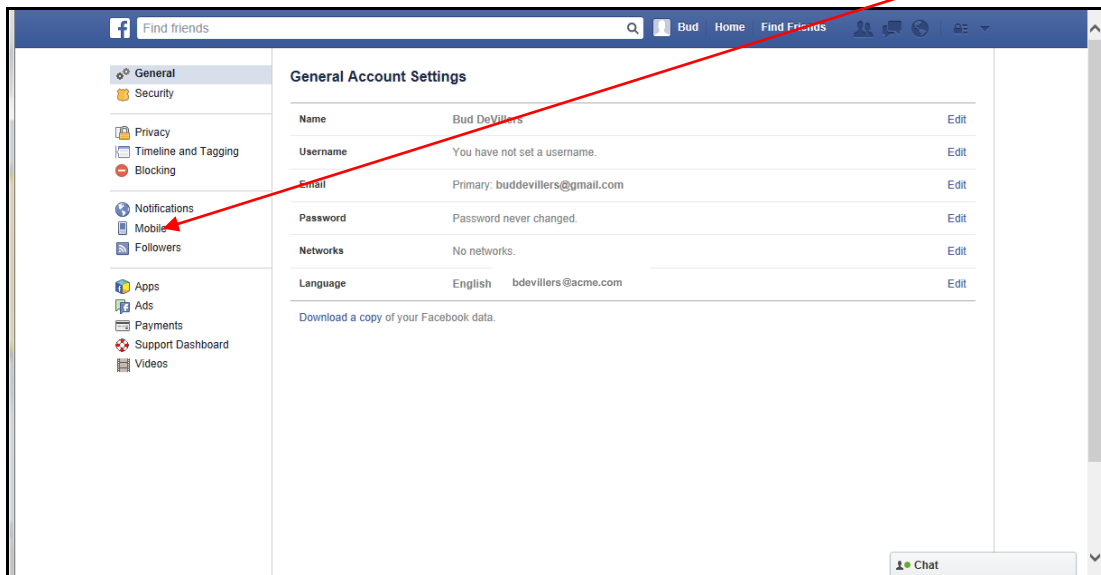 f Find friends Bud Home Find Friends
General
Security
Privacy
Timeline and Tagging
Blocking
Notifications
Mobile
Followers
Apps
Ads
Payments
Support Dashboard
Videos
General Account Settings
Name Bud DeVillers Edit
Username You have not set a username. Edit
Email Primary: buddevillers@gmail.com Edit
Password Password never changed. Edit
Networks No networks. Edit
Language English bdevillers@acme.com Edit
Download a copy of your Facebook data.
Chat